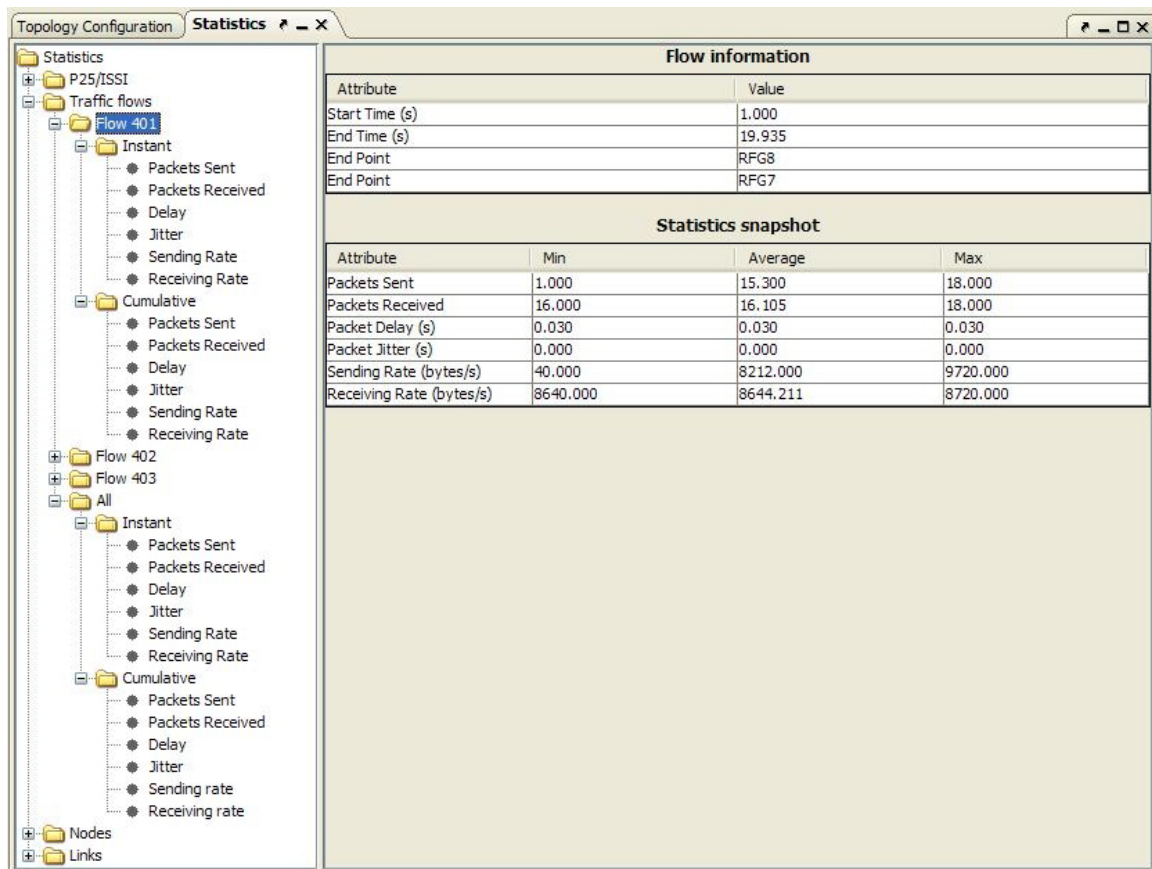 Topology Configuration Statistics
Statistics
P25/ISSI
Traffic flows
Flow 401
Instant
Packets Sent
Packets Received
Delay
Jitter
Sending Rate
Receiving Rate
Cumulative
Packets Sent
Packets Received
Delay
Jitter
Sending Rate
Receiving Rate
Flow 402
Flow 403
All
Instant
Packets Sent
Packets Received
Delay
Jitter
Sending Rate
Receiving Rate
Cumulative
Packets Sent
Packets Received
Delay
Jitter
Sending rate
Receiving rate
Nodes
Links
Flow information
Attribute Value
Start Time (s) 1.000
End Time (s) 19.935
End Point RFG8
End Point RFG7
Statistics snapshot
Attribute Min Average Max
Packets Sent 1.000 15.300 18.000
Packets Received 16.000 16.105 18.000
Packet Delay (s) 0.030 0.030 0.030
Packet Jitter (s) 0.000 0.000 0.000
Sending Rate (bytes/s) 40.000 8212.000 9720.000
Receiving Rate (bytes/s) 8640.000 8644.211 8720.000